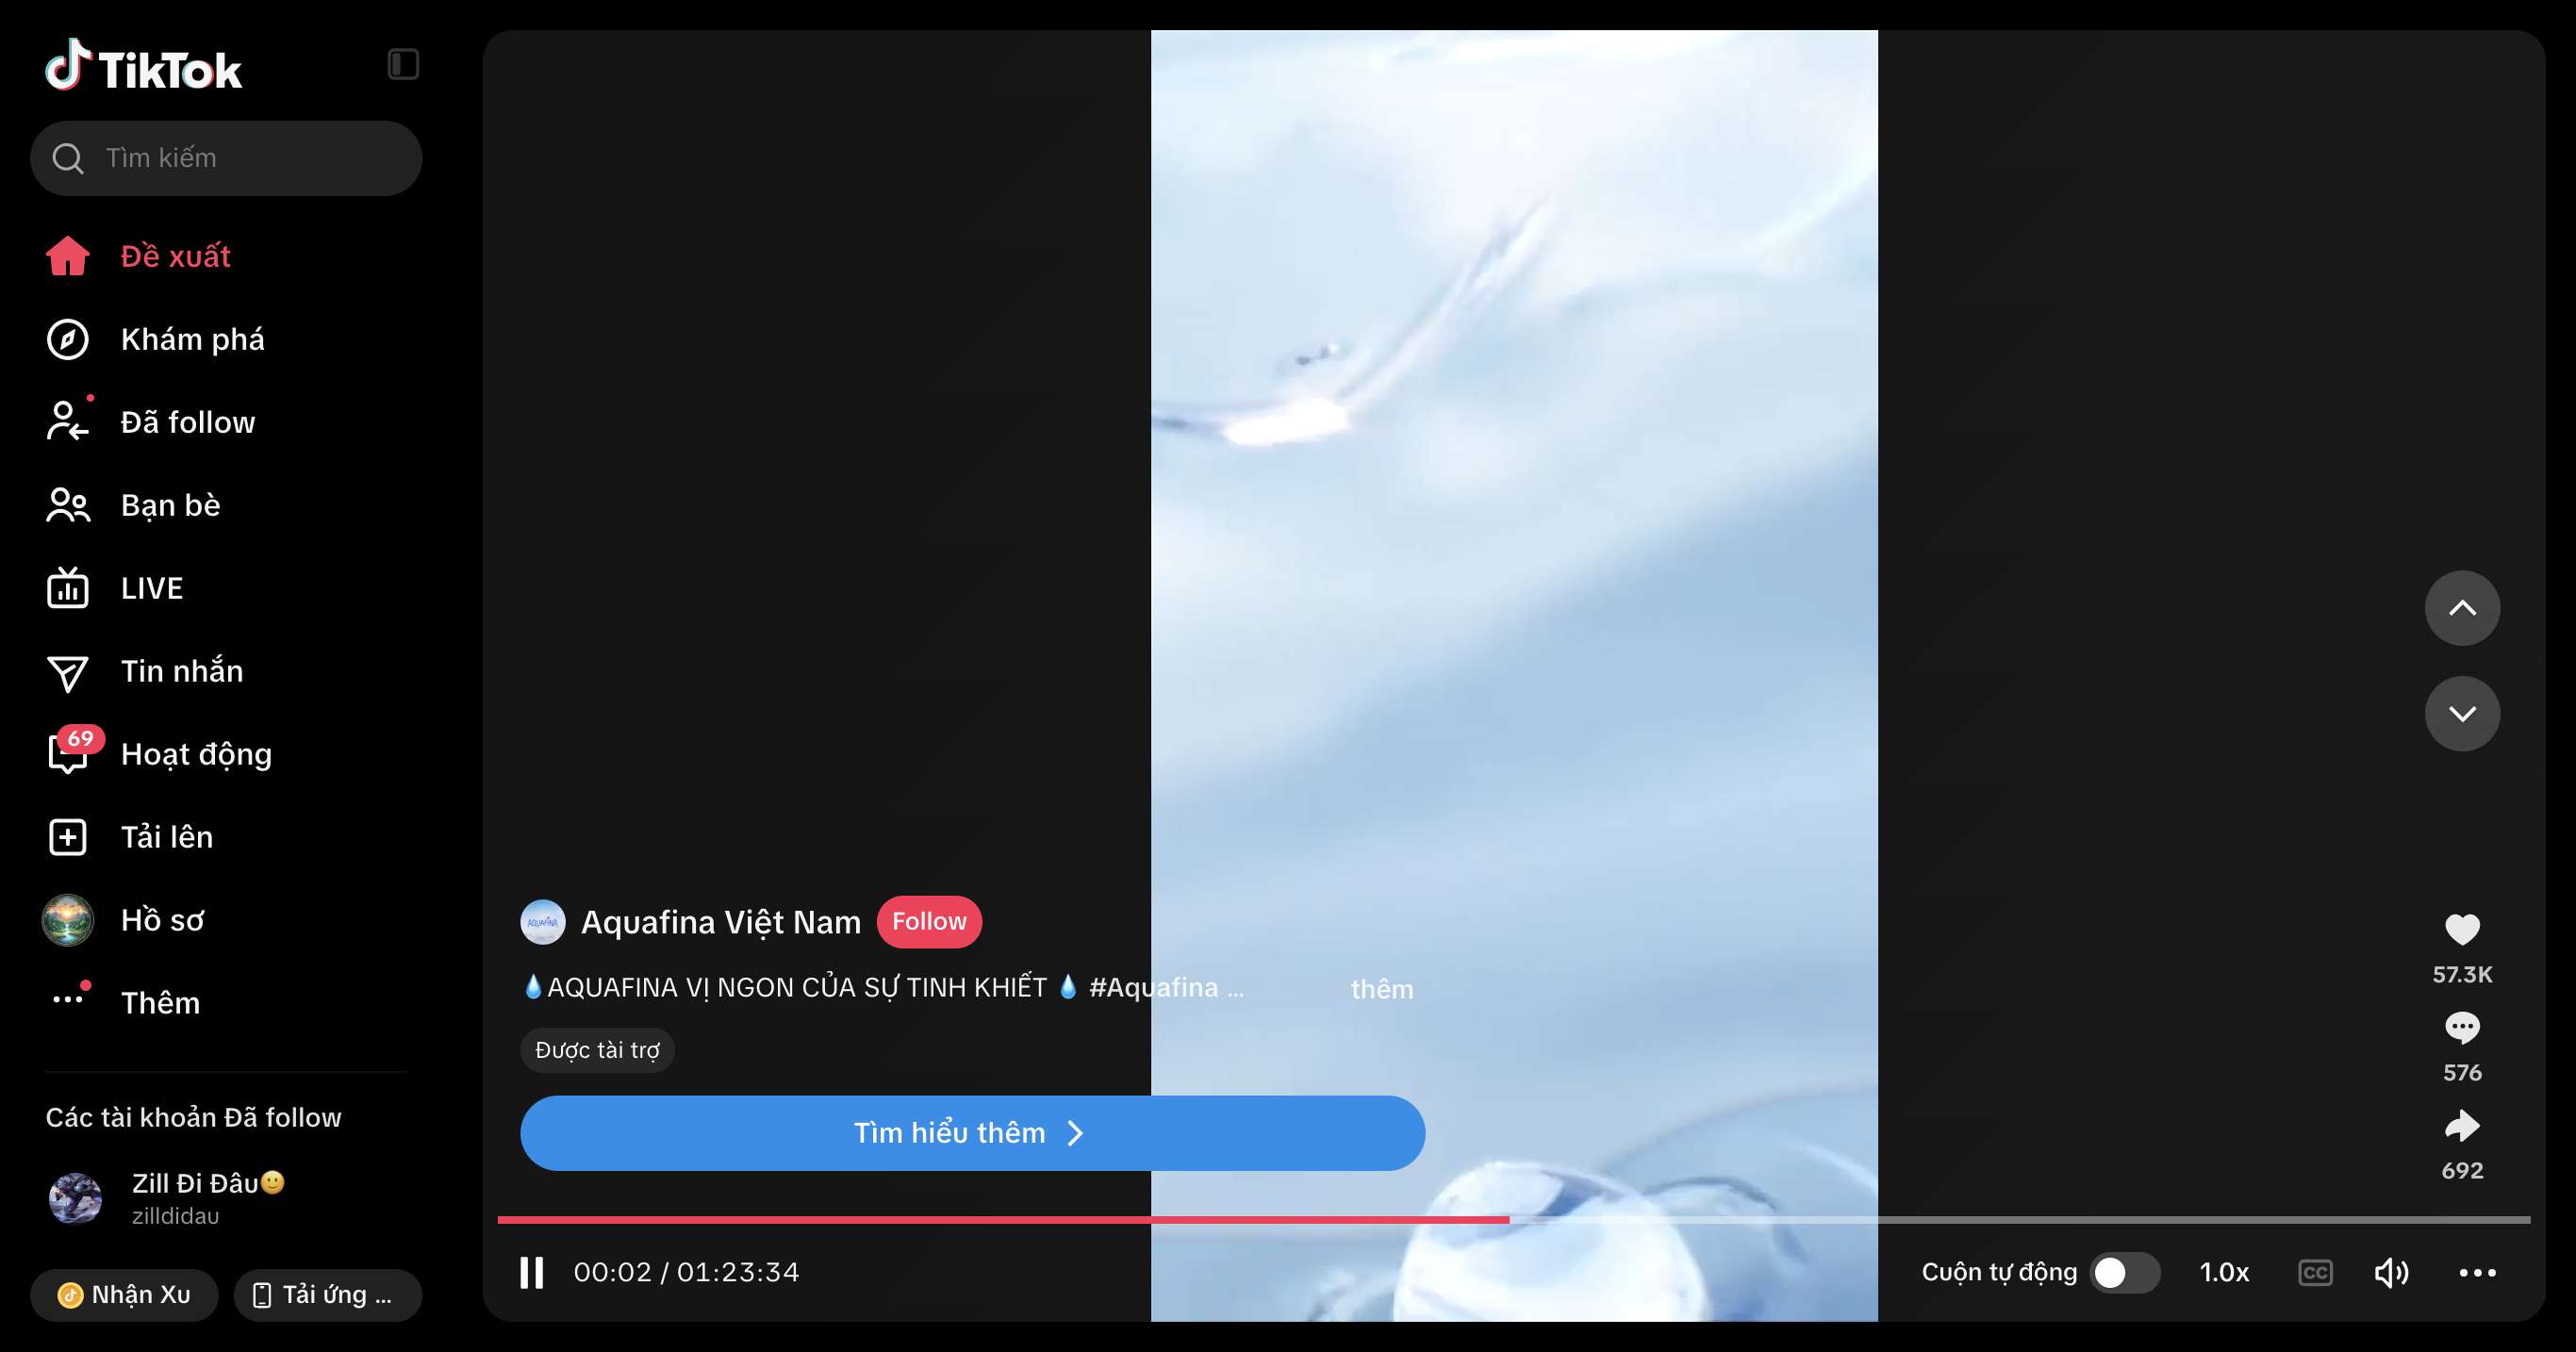 TikTok
Tìm kiếm
Đề xuất
Khám phá
Đã follow
Bạn bè
LIVE
Tin nhắn
69
Hoạt động
Tải lên
Hồ sơ
Thêm
Các tài khoản Đã follow
Zill Đi Đâu🙂
zilldidau
Nhận Xu
Tải ứng ...
AQUAFINA
Aquafina Việt Nam
Follow
💧AQUAFINA VỊ NGON CỦA SỰ TINH KHIẾT 💧 #Aquafina ... thêm
Được tài trợ
Tìm hiểu thêm
57.3K
576
692
00:02 / 01:23:34
Cuộn tự động
1.0x
CC